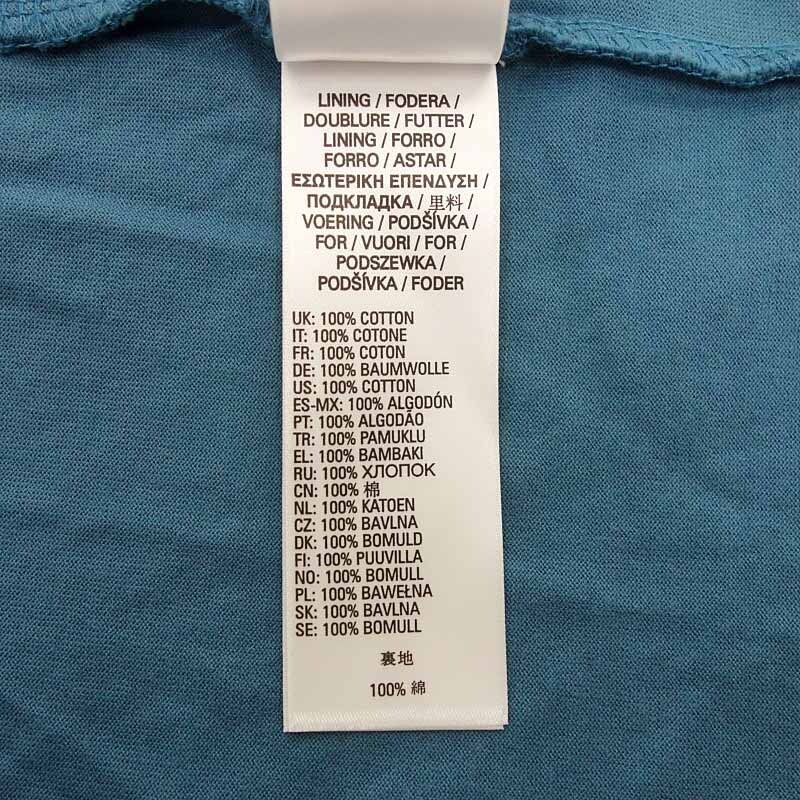 LINING / FODERA /
DOUBLURE / FUTTER /
LINING / FORRO /
FORRO / ASTAR /
ΕΣΩΤΕΡΙΚΗ ΕΠΕΝΔΥΣΗ /
ПОДКЛАДКА / 里料 /
VOERING / PODŠÍVKA /
FOR / VUORI / FOR /
PODSZEWKA /
PODŠÍVKA / FODER
UK: 100% COTTON
IT: 100% COTONE
FR: 100% COTON
DE: 100% BAUMWOLLE
US: 100% COTTON
ES-MX: 100% ALGODÓN
PT: 100% ALGODÃO
TR: 100% PAMUKLU
EL: 100% ΒΑΜΒΑΚΙ
RU: 100% ХЛОПОК
CN: 100% 棉
NL: 100% KATOEN
CZ: 100% BAVLNA
DK: 100% BOMULD
FI: 100% PUUVILLA
NO: 100% BOMULL
PL: 100% BAWEŁNA
SK: 100% BAVLNA
SE: 100% BOMULL
裏地
100% 綿